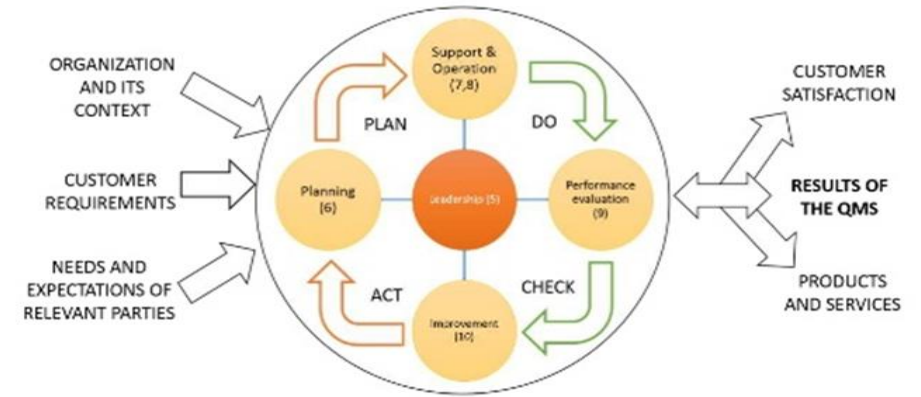 ORGANIZATION
AND ITS
CONTEXT
CUSTOMER
REQUIREMENTS
NEEDS AND
EXPECTATIONS OF
RELEVANT PARTIES
Support &
Operation
(7,8)
PLAN
DO
Planning
(6)
Leadership (5)
Performance
evaluation
(9)
ACT
CHECK
Improvement
(10)
CUSTOMER
SATISFACTION
RESULTS OF
THE QMS
PRODUCTS
AND SERVICES